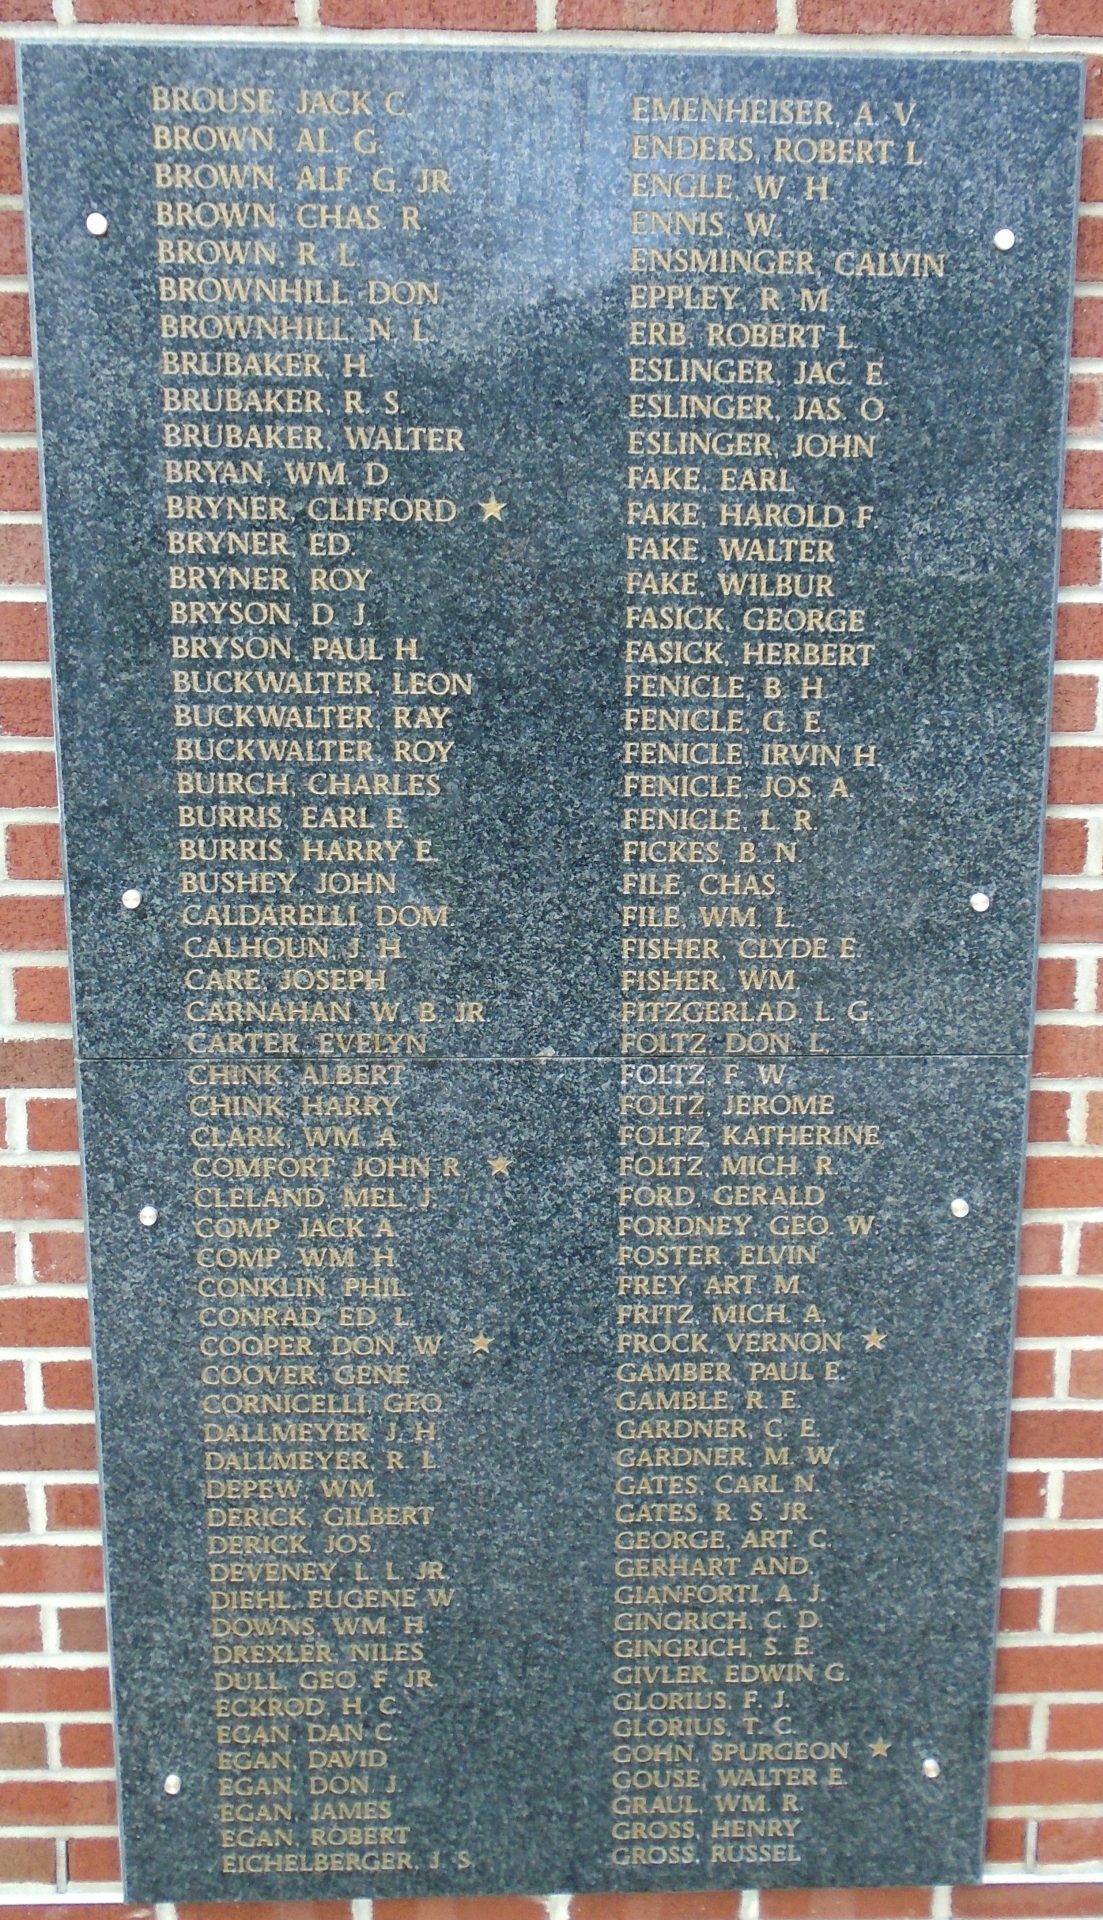 BROUSE, JACK C.
BROWN, AL. G.
BROWN, ALF. G. JR.
BROWN, CHAS. R.
BROWN, R. L.
BROWNHILL, DON
BROWNHILL, N. L.
BRUBAKER, H.
BRUBAKER, R. S.
BRUBAKER, WALTER
BRYAN, WM. D.
BRYNER, CLIFFORD ★
BRYNER, ED.
BRYNER, ROY
BRYSON, D. J.
BRYSON, PAUL H.
BUCKWALTER, LEON
BUCKWALTER, RAY
BUCKWALTER, ROY
BUIRCH, CHARLES
BURRIS, EARL E.
BURRIS, HARRY E.
BUSHEY, JOHN
CALDARELLI, DOM.
CALHOUN, J. H.
CARE, JOSEPH
CARNAHAN, W. B. JR.
CARTER, EVELYN
CHINK, ALBERT
CHINK, HARRY
CLARK, WM. A.
COMFORT, JOHN R. ★
CLELAND, MEL. J.
COMP, JACK A.
COMP, WM. H.
CONKLIN, PHIL.
CONRAD, ED. L.
COOPER, DON. W. ★
COOVER, GENE
CORNICELLI, GEO.
DALLMEYER, J. H.
DALLMEYER, R. L.
DEPEW, WM.
DERICK, GILBERT
DERICK, JOS.
DEVENEY, L. L. JR.
DIEHL, EUGENE W.
DOWNS, WM. H.
DREXLER, NILES
DULL, GEO. F. JR.
ECKROD, H. C.
EGAN, DAN C.
EGAN, DAVID
EGAN, DON. J.
EGAN, JAMES
EGAN, ROBERT
EICHELBERGER, J. S.
EMENHEISER, A. V.
ENDERS, ROBERT L.
ENGLE, W. H.
ENNIS, W.
ENSMINGER, CALVIN
EPPLEY, R. M.
ERB, ROBERT L.
ESLINGER, JAC. E.
ESLINGER, JAS. O.
ESLINGER, JOHN
FAKE, EARL
FAKE, HAROLD F.
FAKE, WALTER
FAKE, WILBUR
FASICK, GEORGE
FASICK, HERBERT
FENICLE, B. H.
FENICLE, G. E.
FENICLE, IRVIN H.
FENICLE, JOS. A.
FENICLE, L. R.
FICKES, B. N.
FILE, CHAS.
FILE, WM. L.
FISHER, CLYDE E.
FISHER, WM.
FITZGERLAD, L. G.
FOLTZ, DON. L.
FOLTZ, F. W.
FOLTZ, JEROME
FOLTZ, KATHERINE
FOLTZ, MICH. R.
FORD, GERALD
FORDNEY, GEO. W.
FOSTER, ELVIN
FREY, ART. M.
FRITZ, MICH. A.
FROCK, VERNON ★
GAMBER, PAUL E.
GAMBLE, R. E.
GARDNER, C. E.
GARDNER, M. W.
GATES, CARL N.
GATES, R. S. JR.
GEORGE, ART. C.
GERHART AND.
GIANFORTI, A. J.
GINGRICH, C. D.
GINGRICH, S. E.
GIVLER, EDWIN G.
GLORIUS, F. J.
GLORIUS, T. C.
GOHN, SPURGEON ★
GOUSE, WALTER E.
GRAUL, WM. R.
GROSS, HENRY
GROSS, RUSSEL